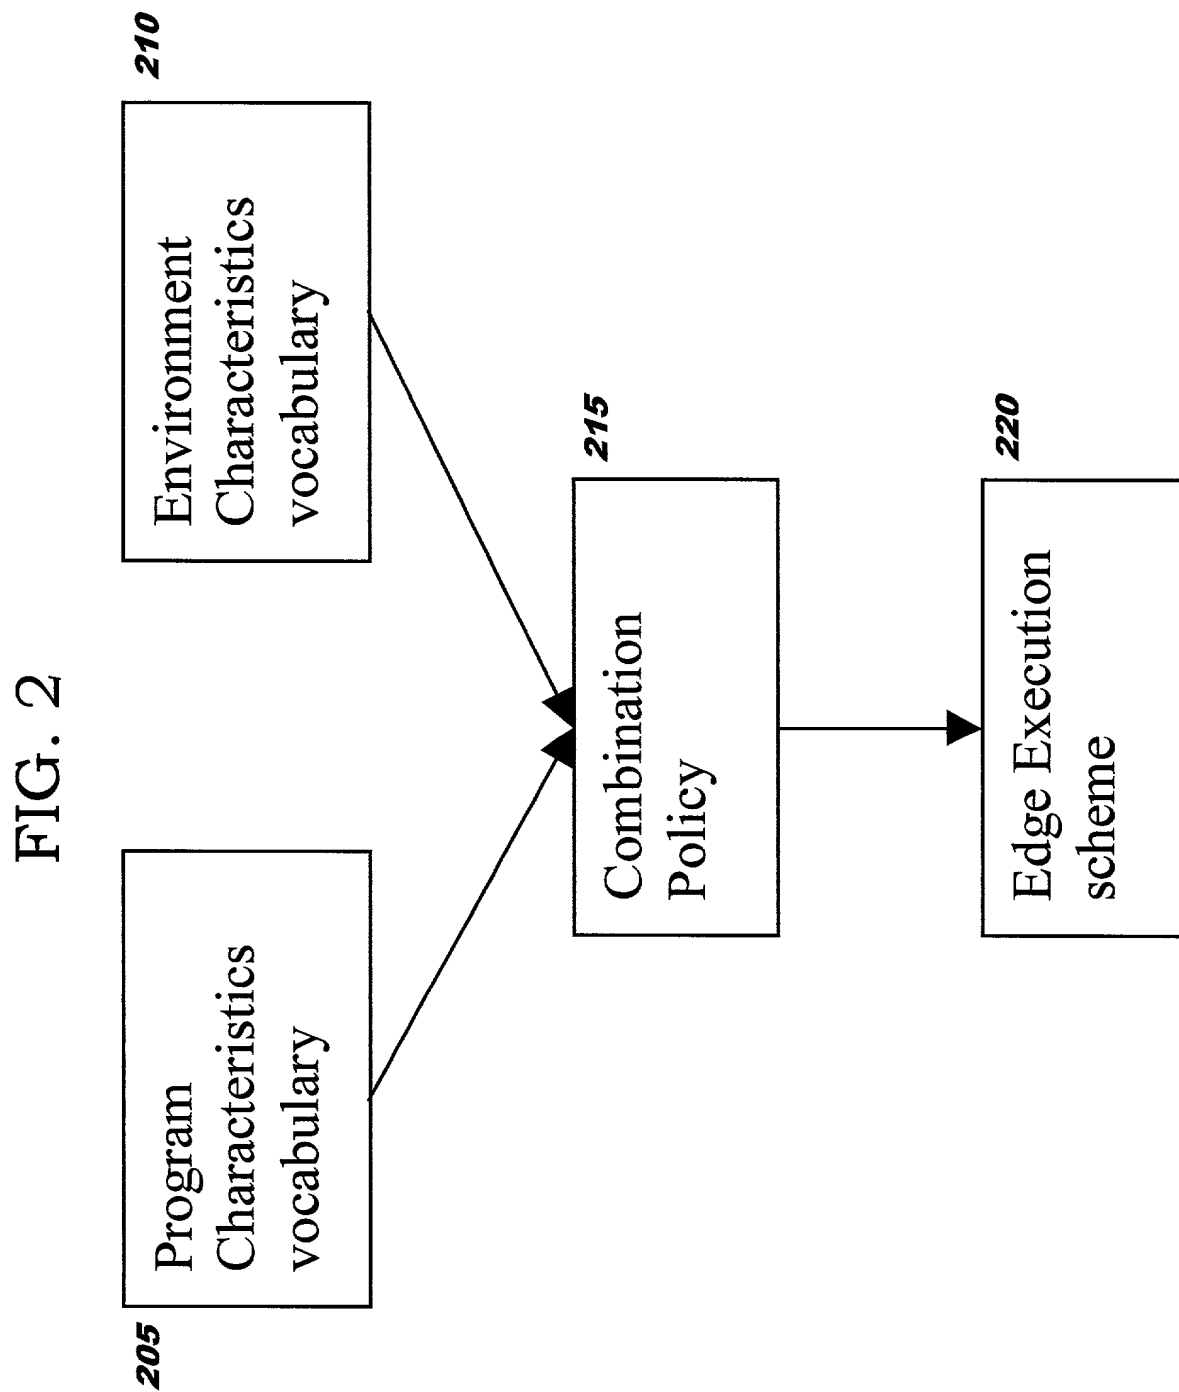 FIG. 2
205
Program
Characteristics
vocabulary
210
Environment
Characteristics
vocabulary
215
Combination
Policy
220
Edge Execution
scheme